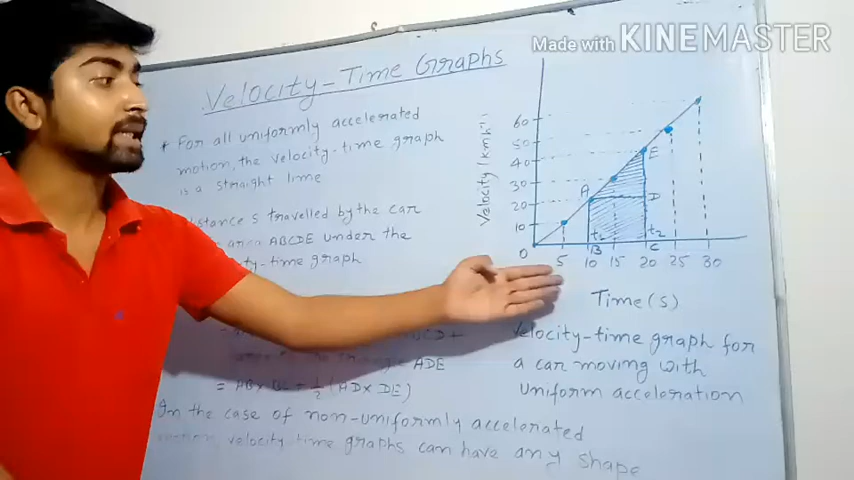 Made with KINEMASTER
Velocity-Time Graphs
* For all uniformly accelerated
motion, the velocity-time graph
is a straight line
distance s travelled by the car
area ABCDE under the
time graph
ADE
= AB × BC + 1/2 (AD × DE)
In the case of non-uniformly accelerated
motion velocity time graphs can have any shape
Velocity (kmh⁻¹)
60
50
40
30
20
10
0
A
E
D
t₁
t₂
B
C
5 10 15 20 25 30
Time (s)
Velocity-time graph for
a car moving with
uniform acceleration